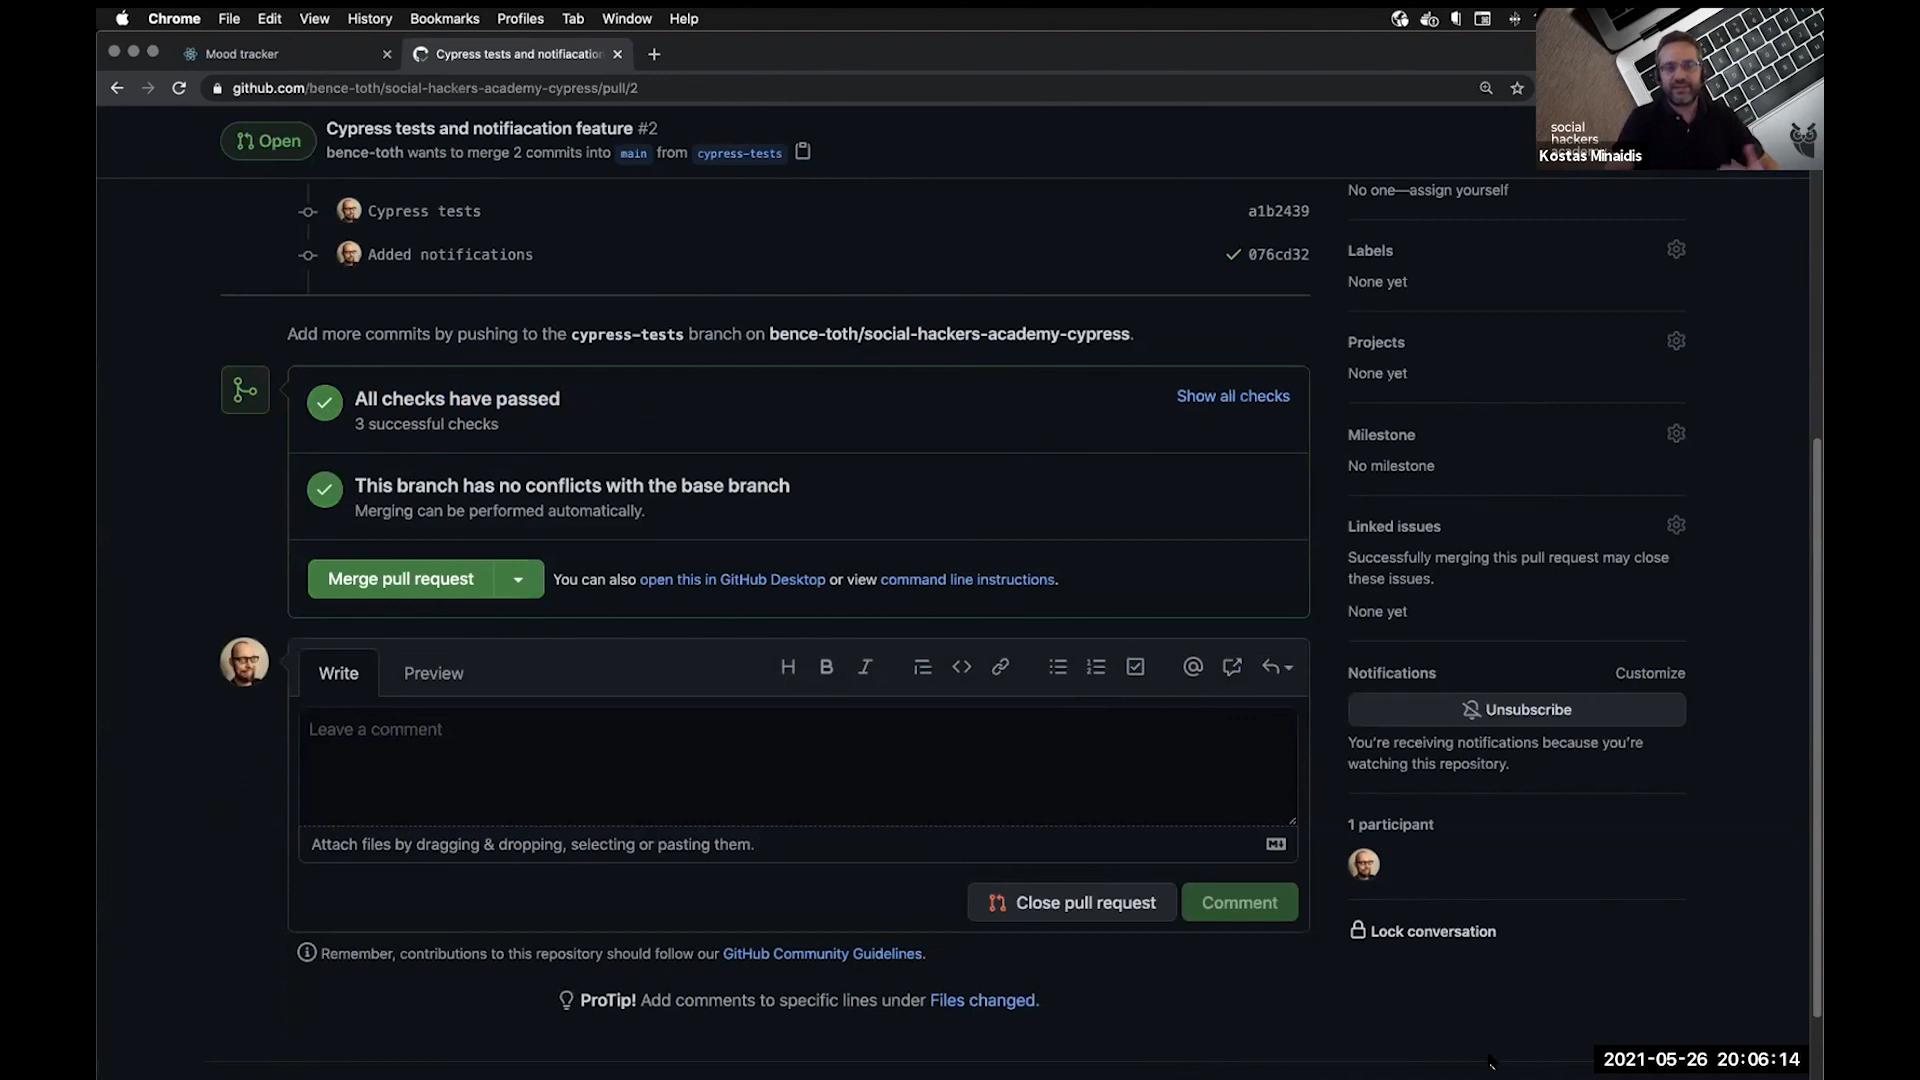 Chrome File Edit View History Bookmarks Profiles Tab Window Help
Mood tracker
Cypress tests and notifiacation
github.com/bence-toth/social-hackers-academy-cypress/pull/2
social
hackers
Kostas Minaidis
Open
Cypress tests and notifiacation feature #2
bence-toth wants to merge 2 commits into main from cypress-tests
Cypress tests a1b2439
Added notifications 076cd32
Add more commits by pushing to the cypress-tests branch on bence-toth/social-hackers-academy-cypress.
All checks have passed
3 successful checks
Show all checks
This branch has no conflicts with the base branch
Merging can be performed automatically.
Merge pull request
You can also open this in GitHub Desktop or view command line instructions.
Write Preview
Leave a comment
Attach files by dragging & dropping, selecting or pasting them.
Close pull request
Comment
Remember, contributions to this repository should follow our GitHub Community Guidelines.
ProTip! Add comments to specific lines under Files changed.
No one—assign yourself
Labels
None yet
Projects
None yet
Milestone
No milestone
Linked issues
Successfully merging this pull request may close
these issues.
None yet
Notifications Customize
Unsubscribe
You're receiving notifications because you're
watching this repository.
1 participant
Lock conversation
2021-05-26 20:06:14